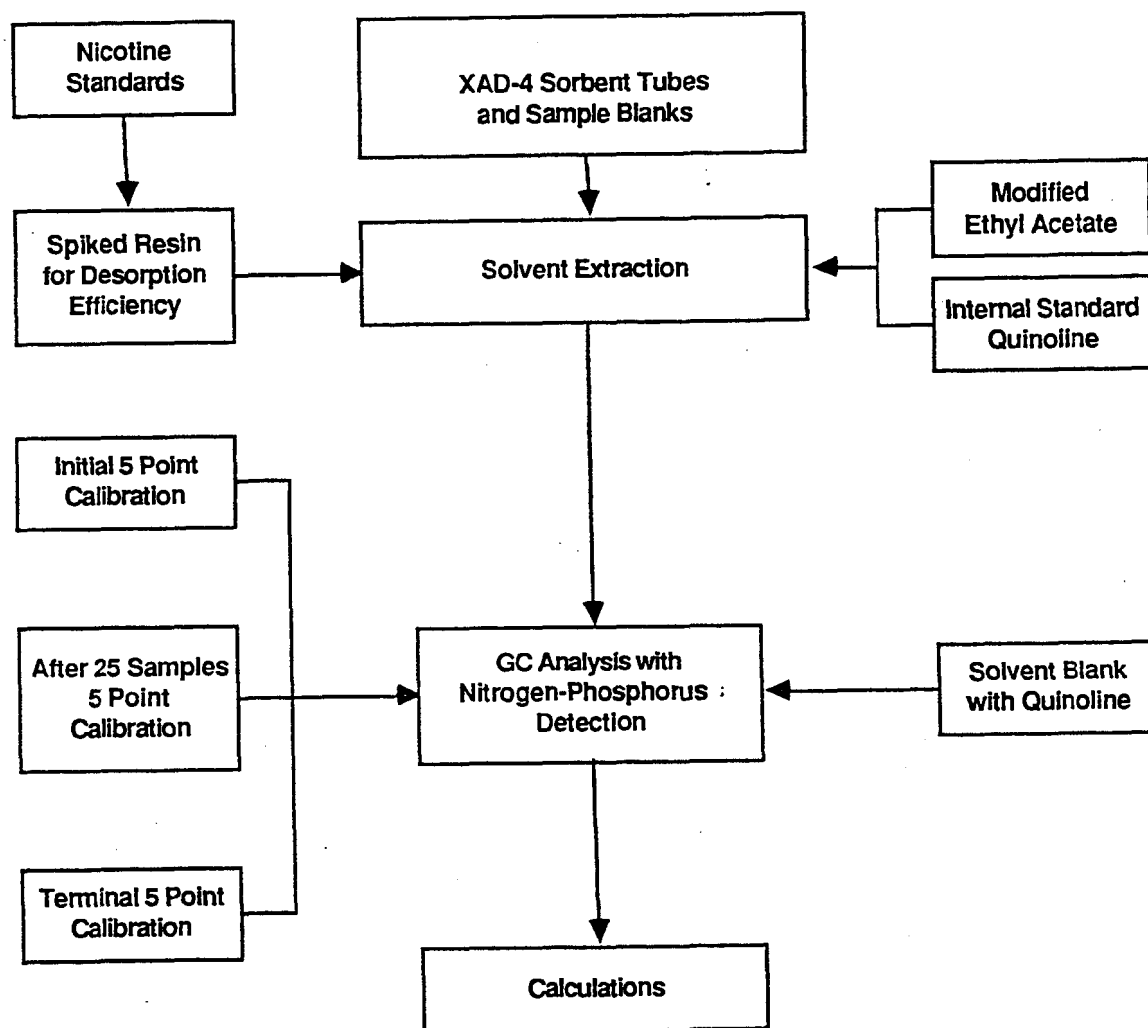 Nicotine
Standards
XAD-4 Sorbent Tubes
and Sample Blanks
Modified
Ethyl Acetate
Spiked Resin
for Desorption
Efficiency
Solvent Extraction
Internal Standard
Quinoline
Initial 5 Point
Calibration
After 25 Samples
5 Point
Calibration
GC Analysis with
Nitrogen-Phosphorus
Detection
Solvent Blank
with Quinoline
Terminal 5 Point
Calibration
Calculations